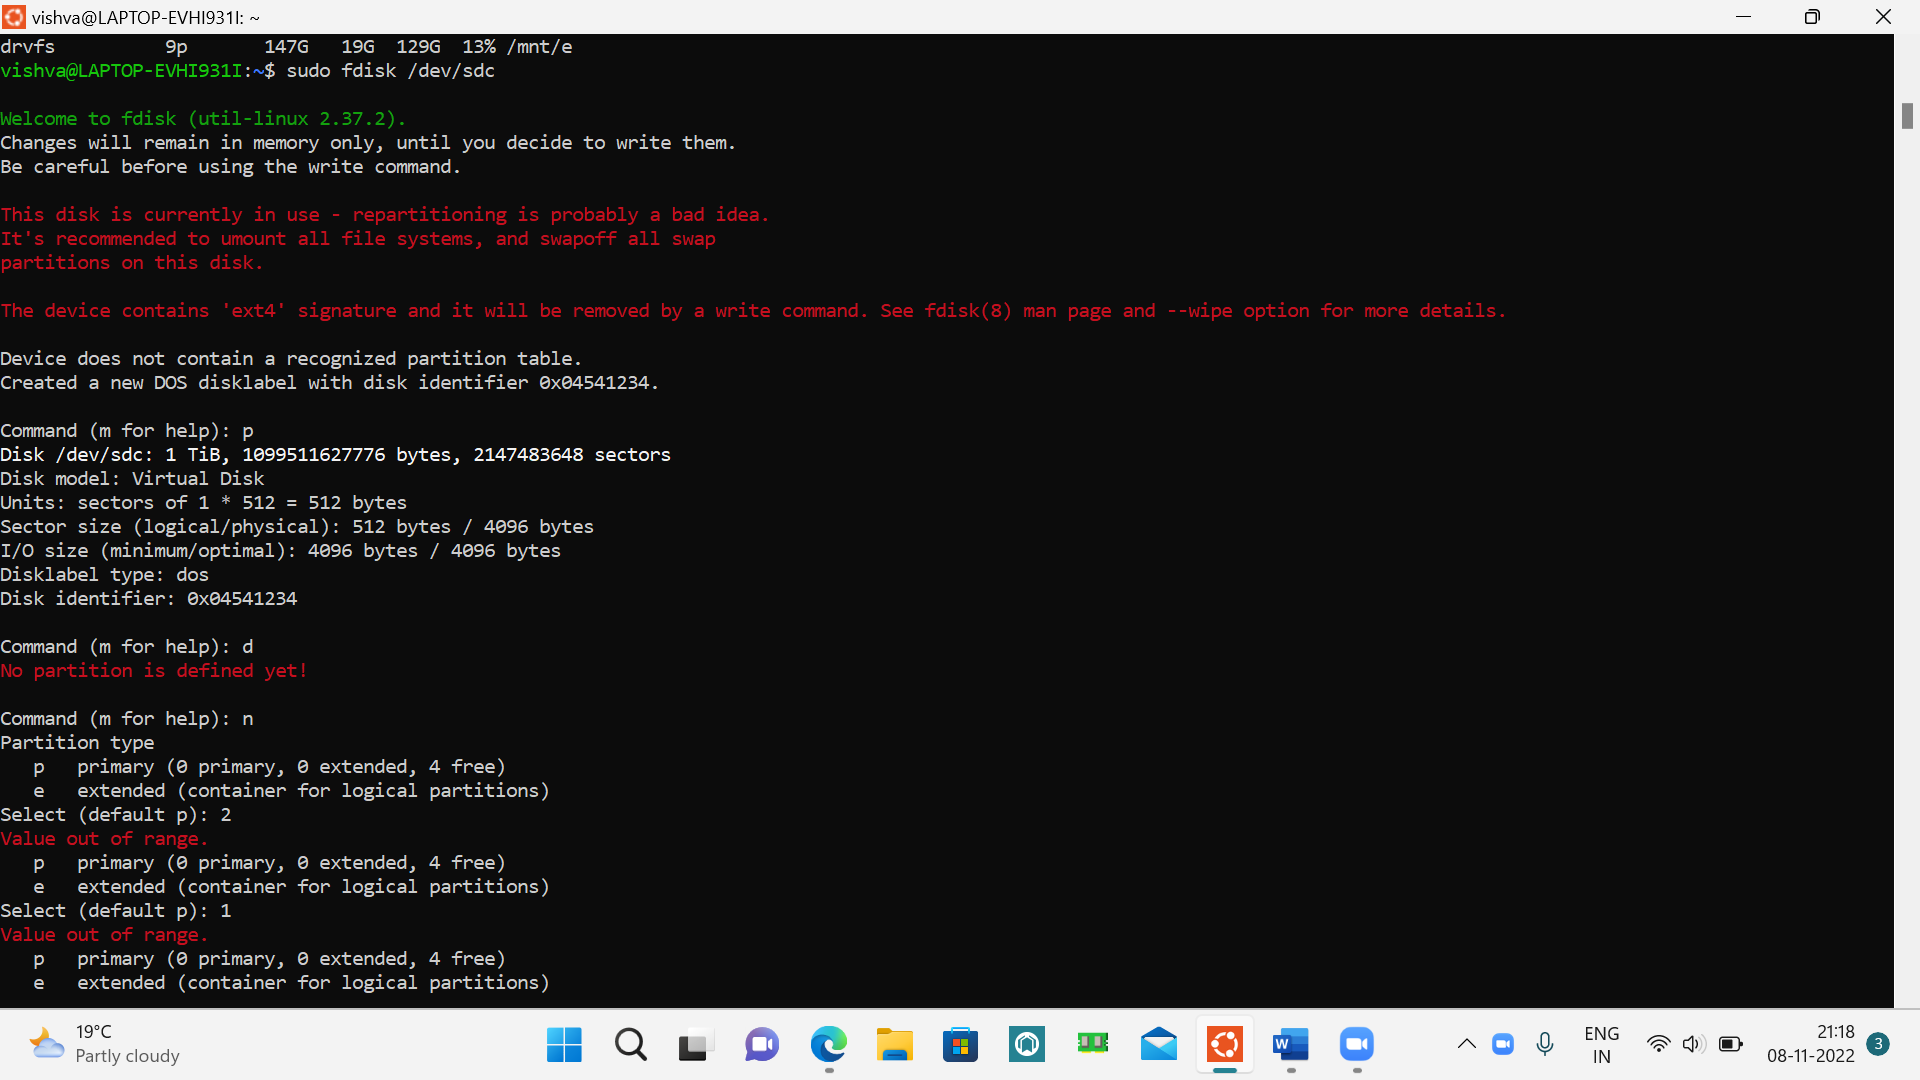 vishva@LAPTOP-EVHI931I: ~
drvfs          9p       147G   19G  129G  13% /mnt/e
vishva@LAPTOP-EVHI931I:~$ sudo fdisk /dev/sdc
Welcome to fdisk (util-linux 2.37.2).
Changes will remain in memory only, until you decide to write them.
Be careful before using the write command.
This disk is currently in use - repartitioning is probably a bad idea.
It's recommended to umount all file systems, and swapoff all swap
partitions on this disk.
The device contains 'ext4' signature and it will be removed by a write command. See fdisk(8) man page and --wipe option for more details.
Device does not contain a recognized partition table.
Created a new DOS disklabel with disk identifier 0x04541234.
Command (m for help): p
Disk /dev/sdc: 1 TiB, 1099511627776 bytes, 2147483648 sectors
Disk model: Virtual Disk
Units: sectors of 1 * 512 = 512 bytes
Sector size (logical/physical): 512 bytes / 4096 bytes
I/O size (minimum/optimal): 4096 bytes / 4096 bytes
Disklabel type: dos
Disk identifier: 0x04541234
Command (m for help): d
No partition is defined yet!
Command (m for help): n
Partition type
   p   primary (0 primary, 0 extended, 4 free)
   e   extended (container for logical partitions)
Select (default p): 2
Value out of range.
   p   primary (0 primary, 0 extended, 4 free)
   e   extended (container for logical partitions)
Select (default p): 1
Value out of range.
   p   primary (0 primary, 0 extended, 4 free)
   e   extended (container for logical partitions)
19°C
Partly cloudy
W
ENG
IN
21:18
08-11-2022
3